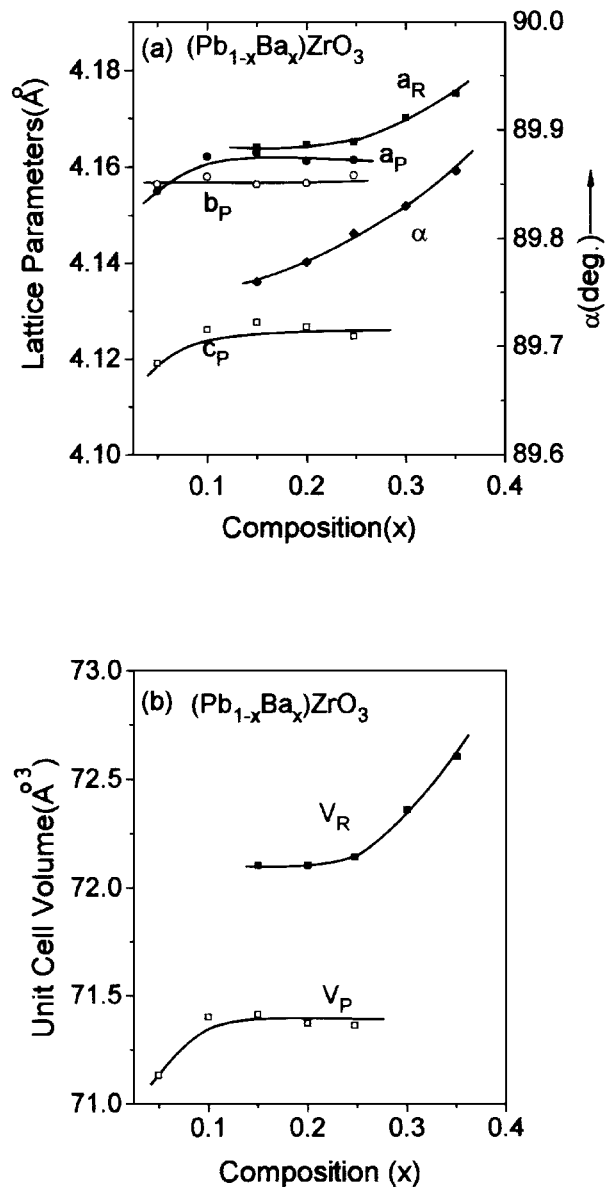 (a) (Pb1-xBax)ZrO3
90.0
4.18
aR
89.9
4.16
aP
bP
α
89.8
4.14
4.12
cP
89.7
4.10
89.6
0.1 0.2 0.3 0.4
Composition(x)
Lattice Parameters(Å)
α(deg.)
73.0
(b) (Pb1-xBax)ZrO3
72.5
VR
72.0
71.5
VP
71.0
0.1 0.2 0.3 0.4
Composition (x)
Unit Cell Volume(Å3)